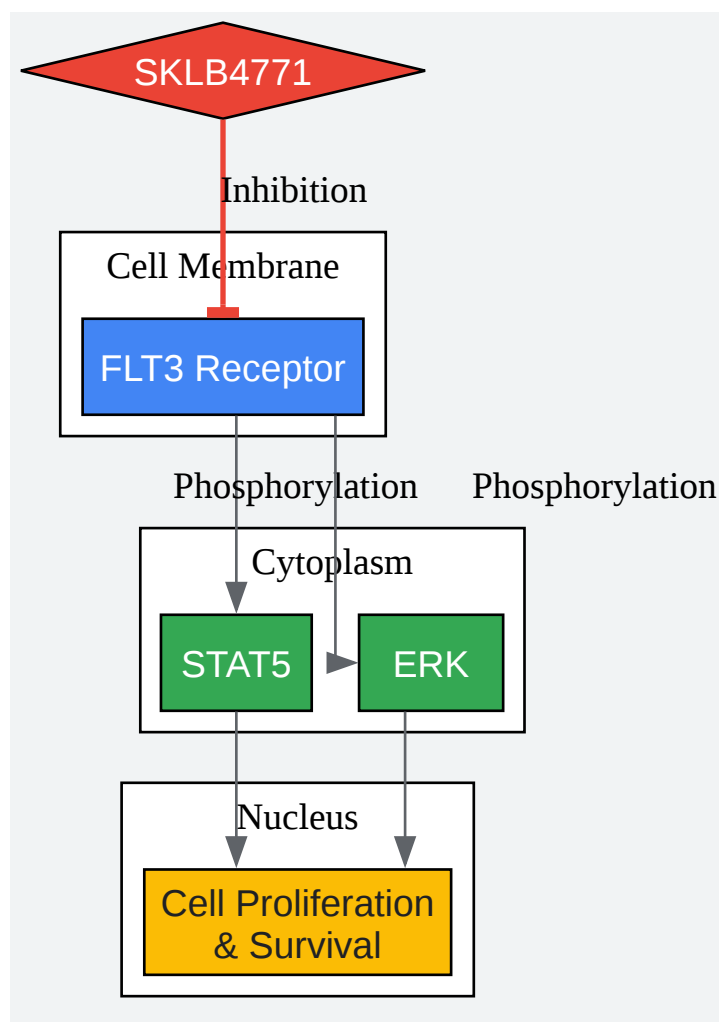 SKLB4771
Inhibition
Cell Membrane
FLT3 Receptor
Phosphorylation
Phosphorylation
Cytoplasm
STAT5
ERK
Nucleus
Cell Proliferation
& Survival